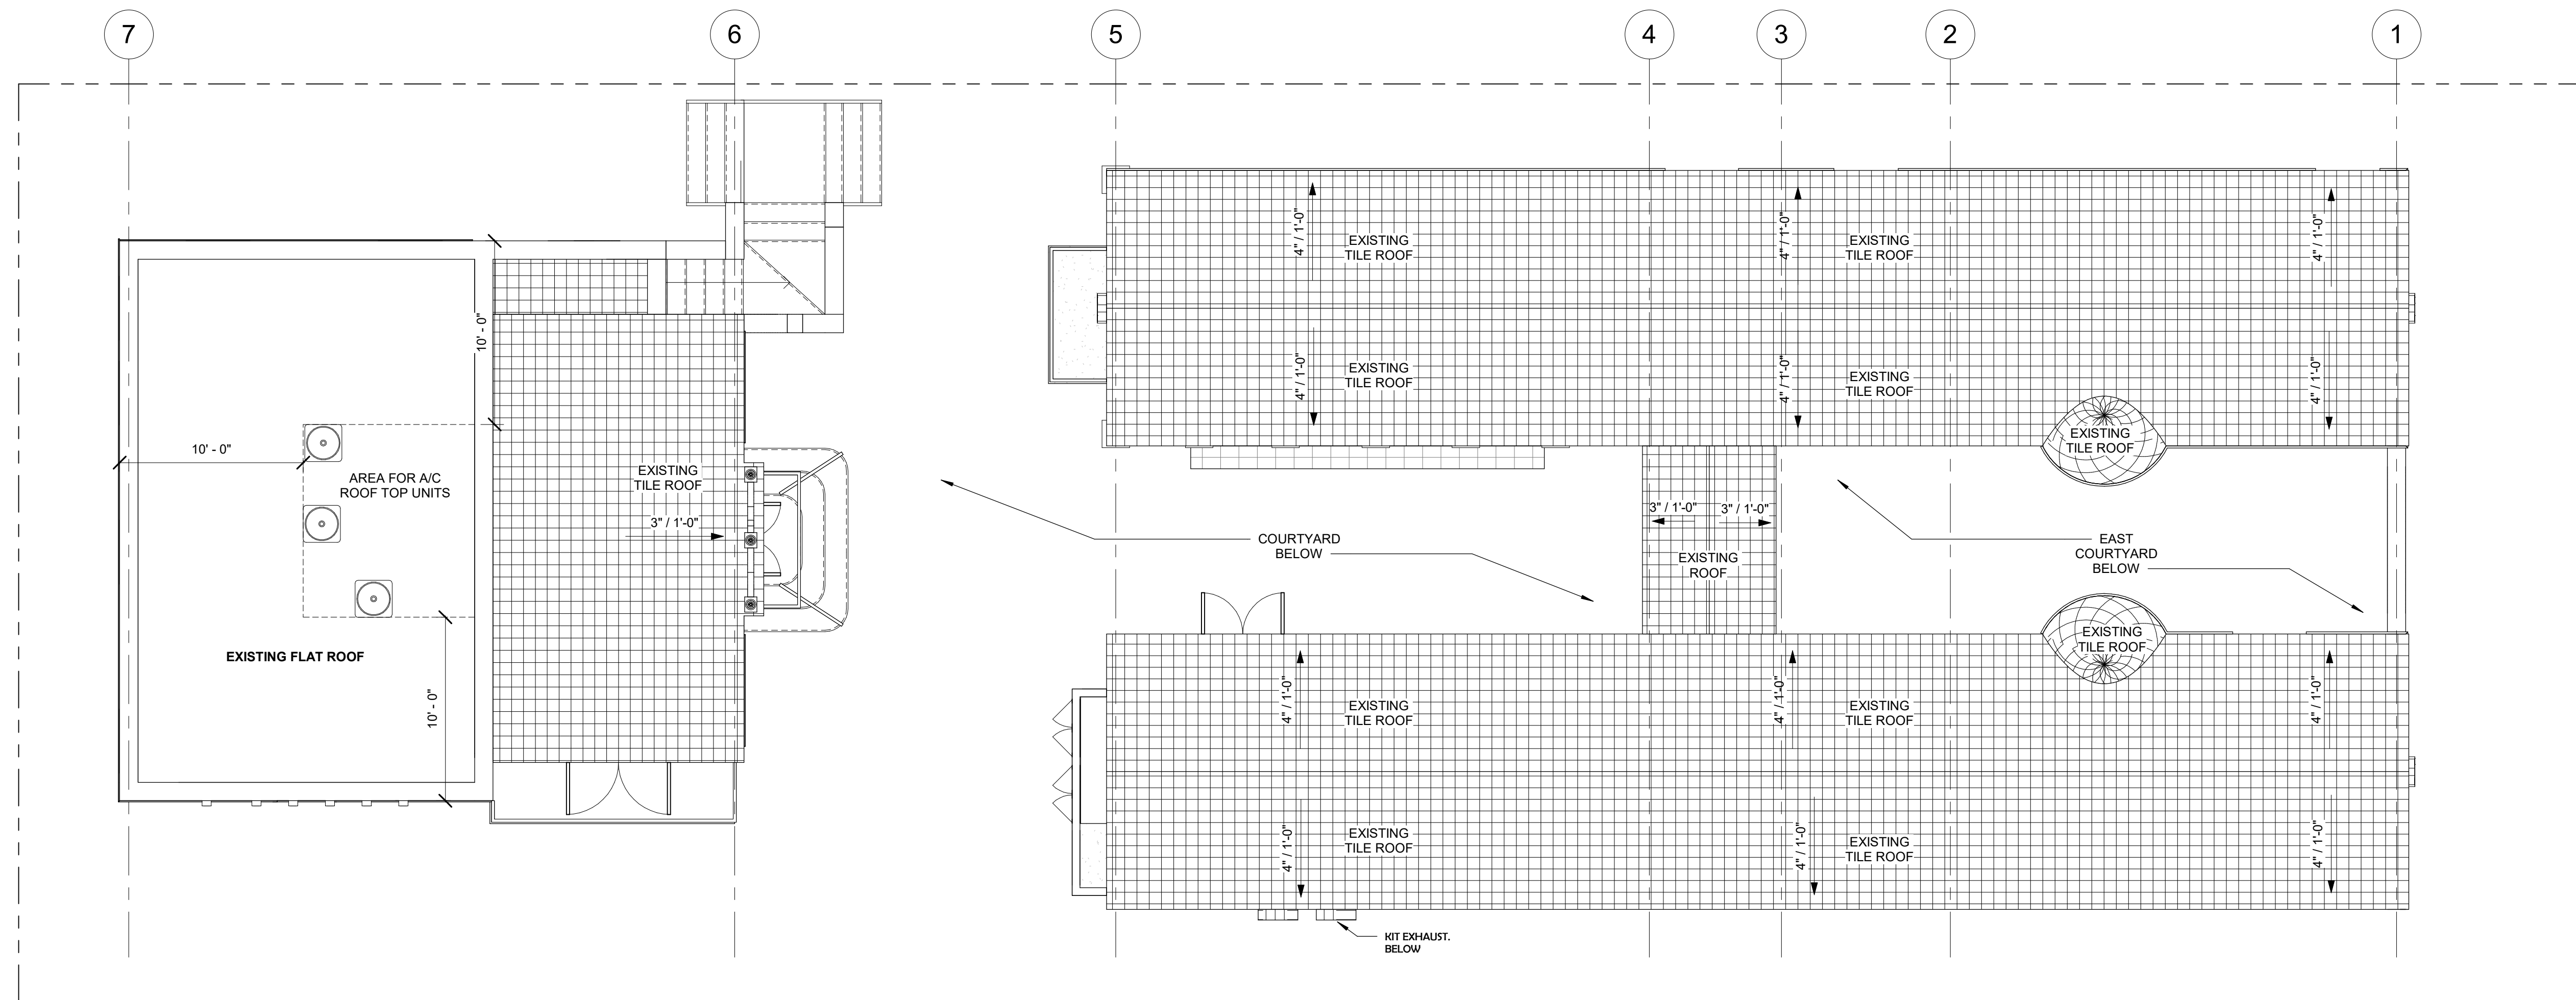 7
6
5
4
3
2
1
4" / 1'-0"
EXISTING
TILE ROOF
4" / 1'-0"
EXISTING
TILE ROOF
4" / 1'-0"
10' - 0"
4" / 1'-0"
EXISTING
TILE ROOF
4" / 1'-0"
EXISTING
TILE ROOF
4" / 1'-0"
10' - 0"
AREA FOR A/C
ROOF TOP UNITS
EXISTING
TILE ROOF
3" / 1'-0"
EXISTING
TILE ROOF
COURTYARD
BELOW
3" / 1'-0"
3" / 1'-0"
EXISTING
ROOF
EAST
COURTYARD
BELOW
EXISTING
TILE ROOF
EXISTING FLAT ROOF
10' - 0"
4" / 1'-0"
EXISTING
TILE ROOF
4" / 1'-0"
EXISTING
TILE ROOF
4" / 1'-0"
4" / 1'-0"
EXISTING
TILE ROOF
4" / 1'-0"
EXISTING
TILE ROOF
4" / 1'-0"
KIT EXHAUST.
BELOW